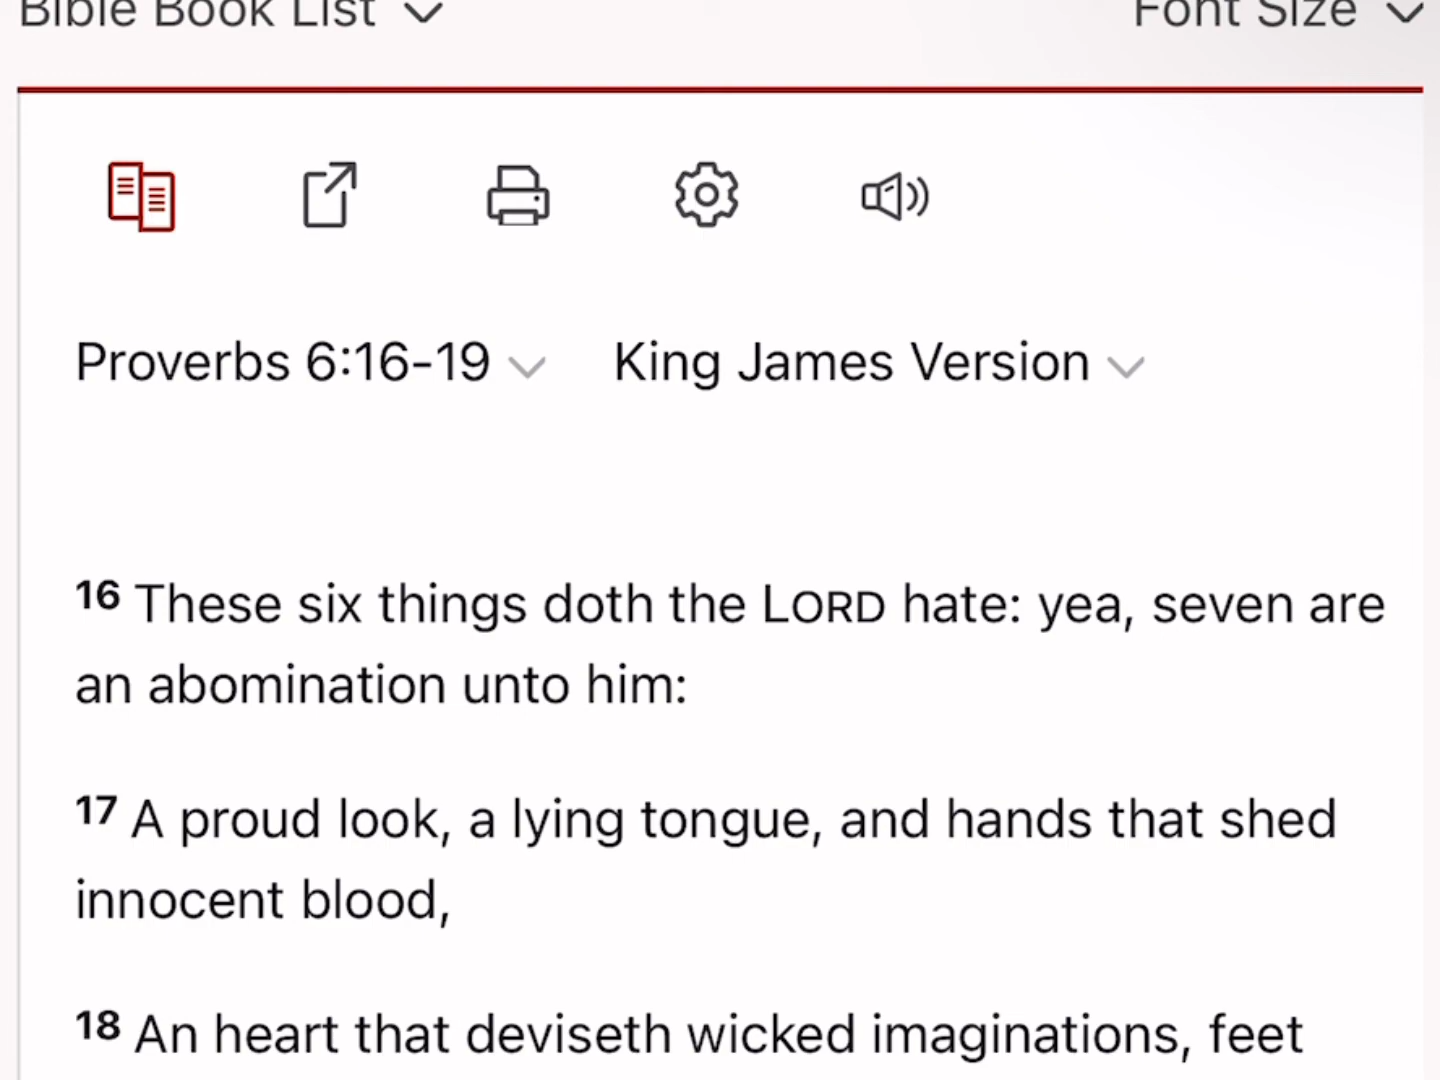 Bible Book List
Font Size
Proverbs 6:16-19
King James Version
16 These six things doth the LORD hate: yea, seven are
an abomination unto him:
17 A proud look, a lying tongue, and hands that shed
innocent blood,
18 An heart that deviseth wicked imaginations, feet